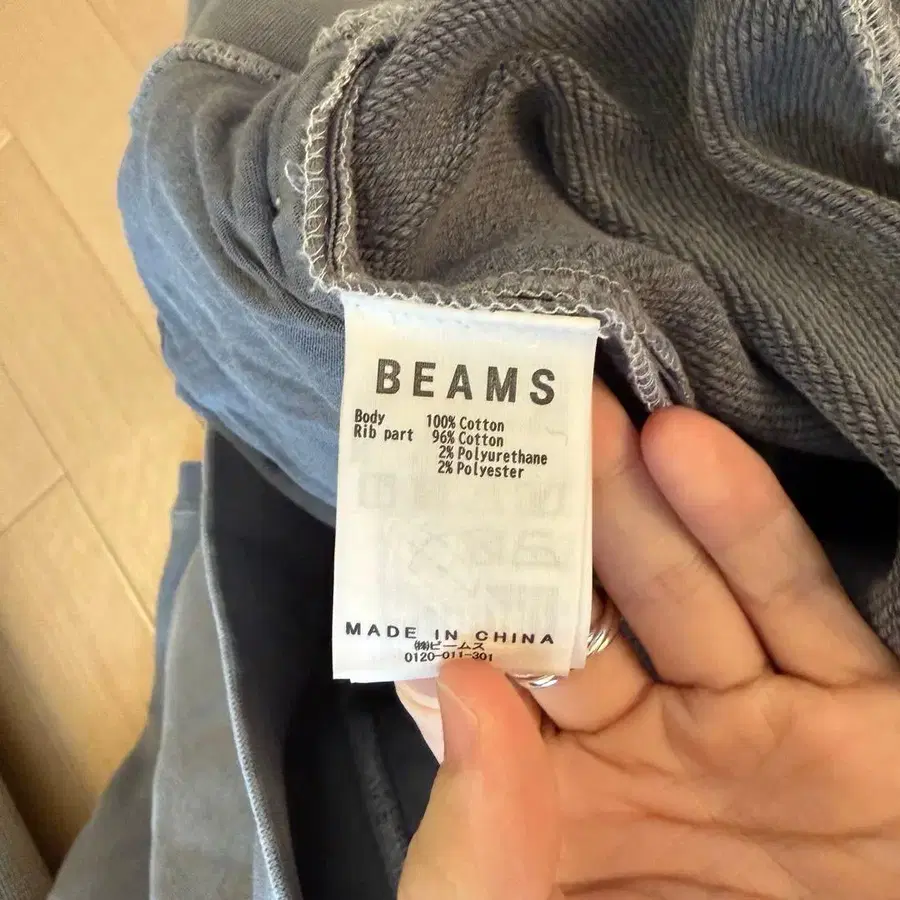 BEAMS
Body 100% Cotton
Rib part 96% Cotton
2% Polyurethane
2% Polyester
MADE IN CHINA
(株)ビームス
0120-011-301